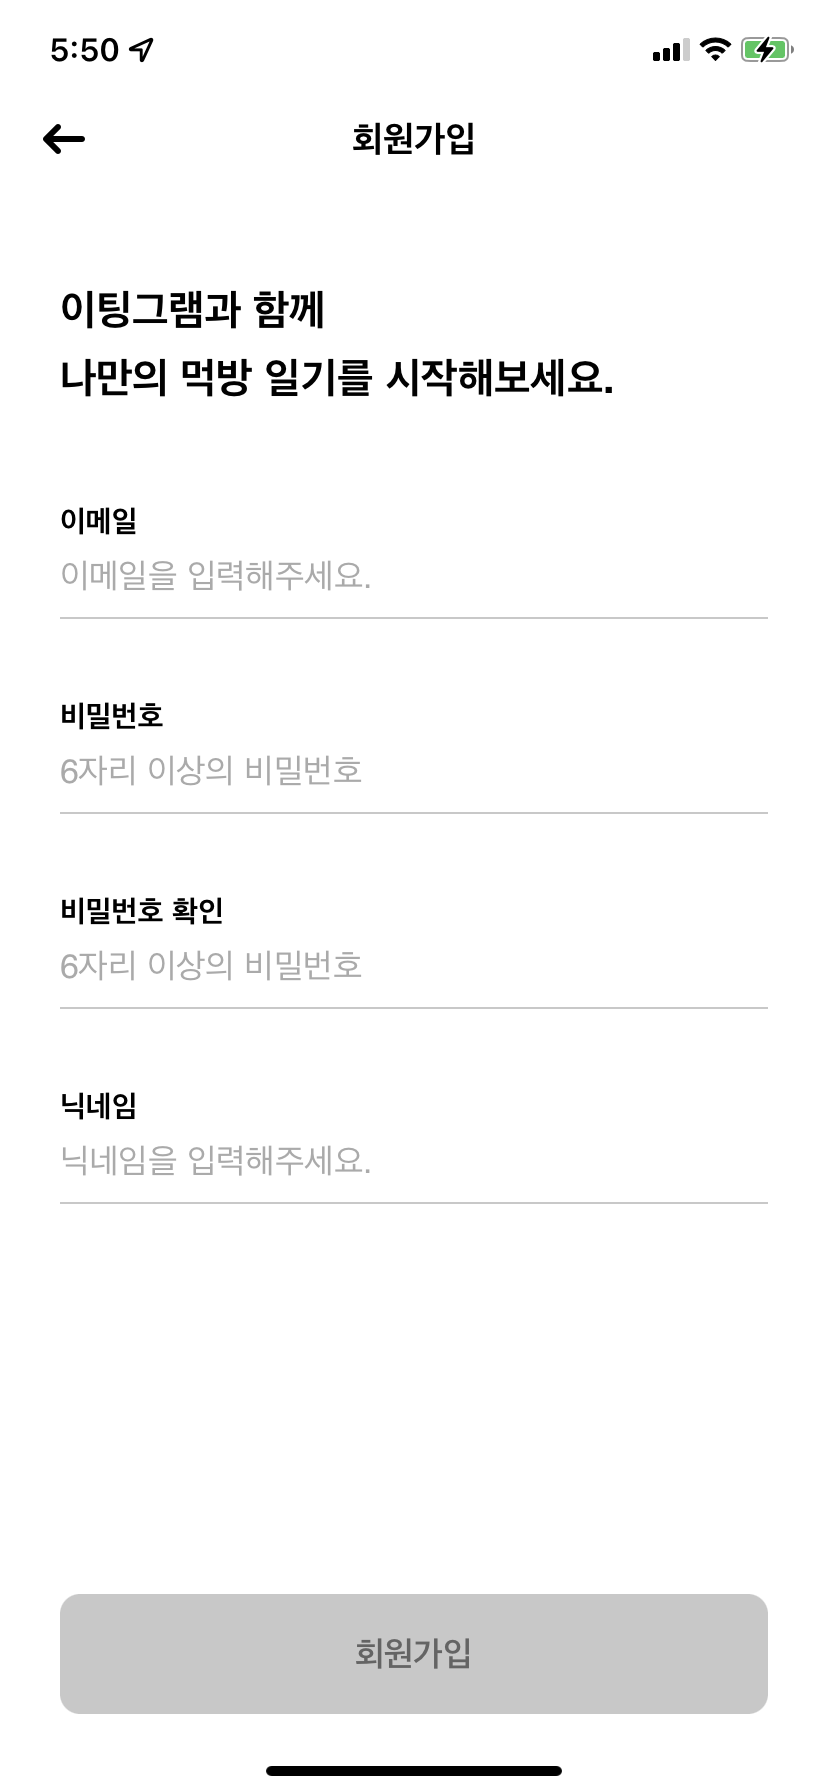 5:50
회원가입
이팅그램과 함께
나만의 먹방 일기를 시작해보세요.
이메일
이메일을 입력해주세요.
비밀번호
6자리 이상의 비밀번호
비밀번호 확인
6자리 이상의 비밀번호
닉네임
닉네임을 입력해주세요.
회원가입